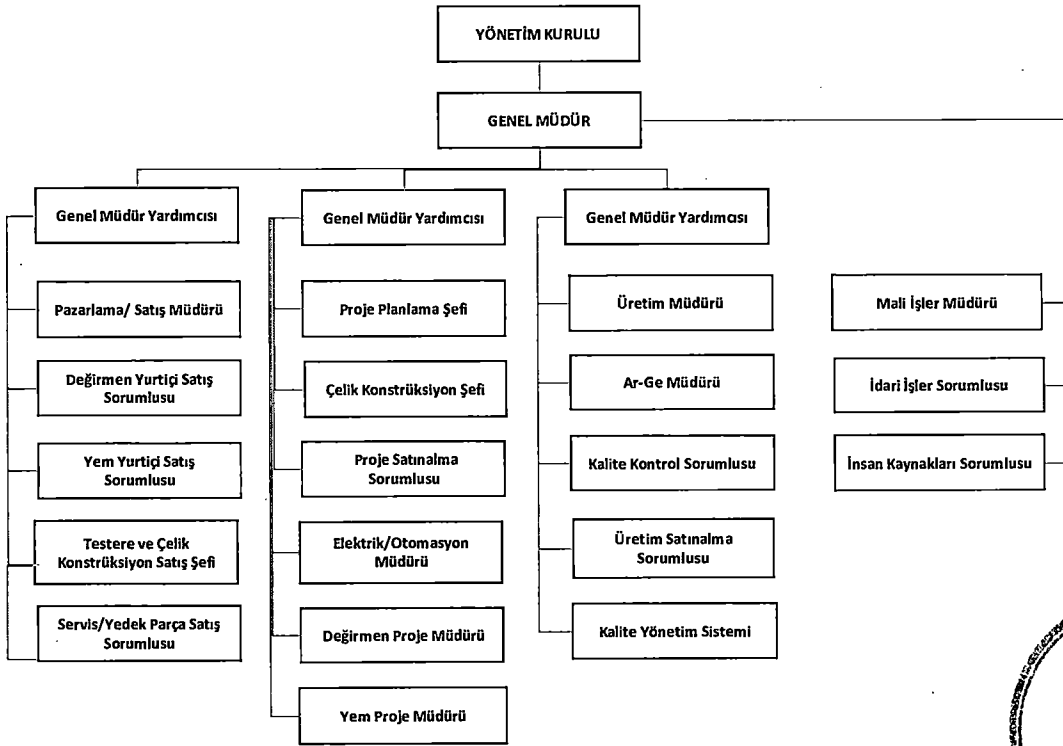 YÖNETİM KURULU
GENEL MÜDÜR
Genel Müdür Yardımcısı
Pazarlama/ Satış Müdürü
Değirmen Yurtiçi Satış
Sorumlusu
Yem Yurtiçi Satış
Sorumlusu
Testere ve Çelik
Konstrüksiyon Satış Şefi
Servis/Yedek Parça Satış
Sorumlusu
Genel Müdür Yardımcısı
Proje Planlama Şefi
Çelik Konstrüksiyon Şefi
Proje Satınalma
Sorumlusu
Elektrik/Otomasyon
Müdürü
Değirmen Proje Müdürü
Yem Proje Müdürü
Genel Müdür Yardımcısı
Üretim Müdürü
Ar-Ge Müdürü
Kalite Kontrol Sorumlusu
Üretim Satınalma
Sorumlusu
Kalite Yönetim Sistemi
Mali İşler Müdürü
İdari İşler Sorumlusu
İnsan Kaynakları Sorumlusu